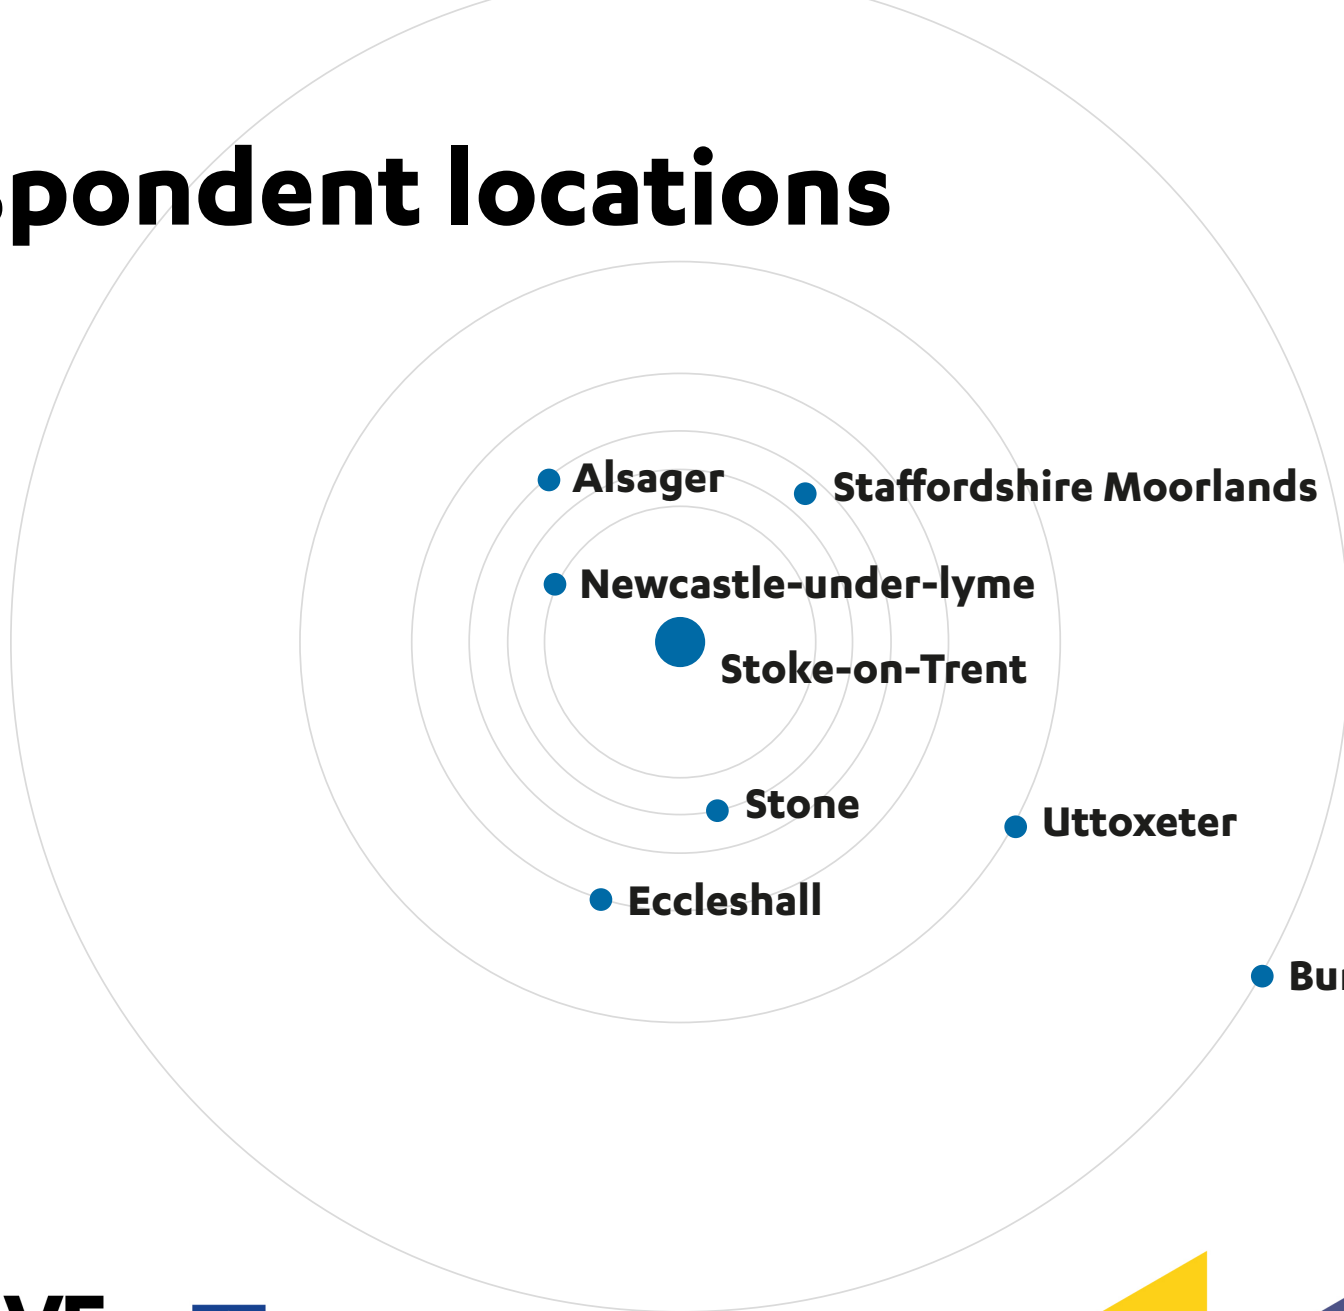 pondent locations
Alsager
Staffordshire Moorlands
Newcastle-under-lyme
Stoke-on-Trent
Stone
Uttoxeter
Eccleshall